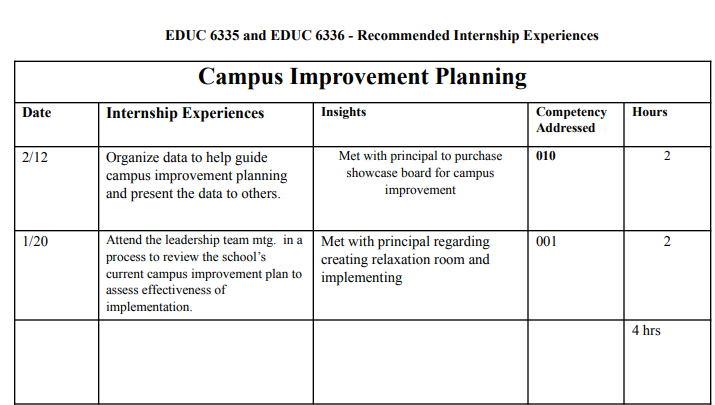 EDUC 6335 and EDUC 6336 - Recommended Internship Experiences
Campus Improvement Planning
Date
Internship Experiences
Insights
Competency
Addressed
Hours
2/12
Organize data to help guide
campus improvement planning
and present the data to others.
Met with principal to purchase
showcase board for campus
improvement
010
2
1/20
Attend the leadership team mtg. in a
process to review the school's
current campus improvement plan to
assess effectiveness of
implementation.
Met with principal regarding
creating relaxation room and
implementing
001
2
4 hrs